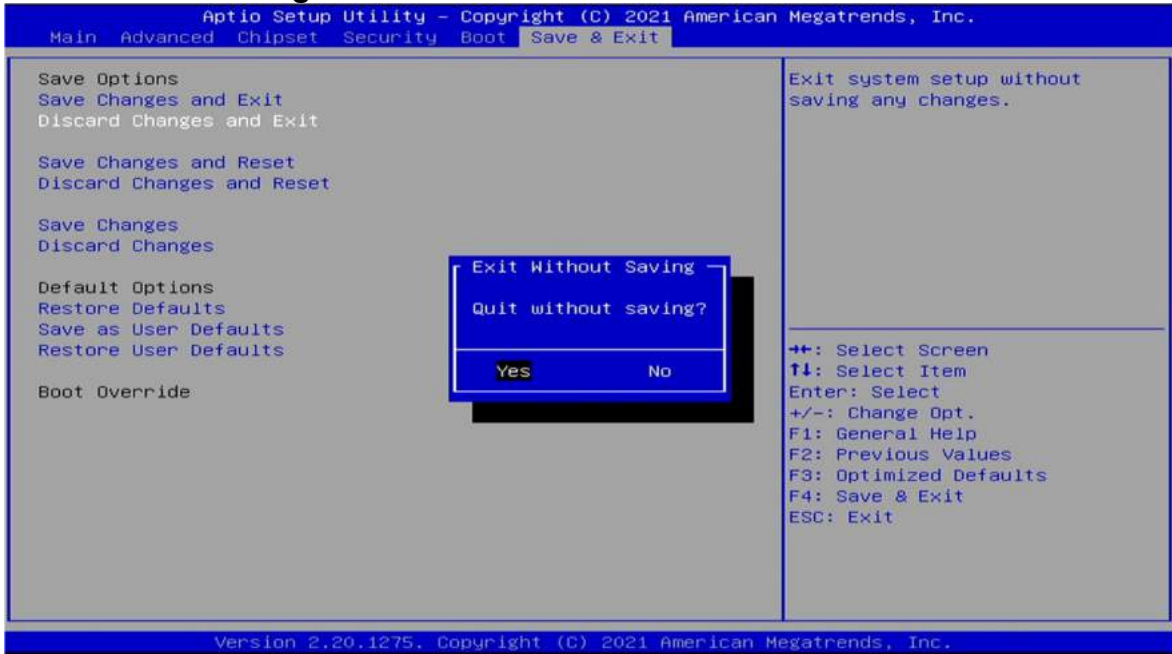 Aptio Setup Utility – Copyright (C) 2021 American Megatrends, Inc.
Main Advanced Chipset Security Boot Save & Exit
Save Options
Save Changes and Exit
Discard Changes and Exit
Save Changes and Reset
Discard Changes and Reset
Save Changes
Discard Changes
Default Options
Restore Defaults
Save as User Defaults
Restore User Defaults
Boot Override
Exit Without Saving
Quit without saving?
Yes No
Exit system setup without
saving any changes.
→←: Select Screen
↑↓: Select Item
Enter: Select
+/-: Change Opt.
F1: General Help
F2: Previous Values
F3: Optimized Defaults
F4: Save & Exit
ESC: Exit
Version 2.20.1275. Copyright (C) 2021 American Megatrends, Inc.